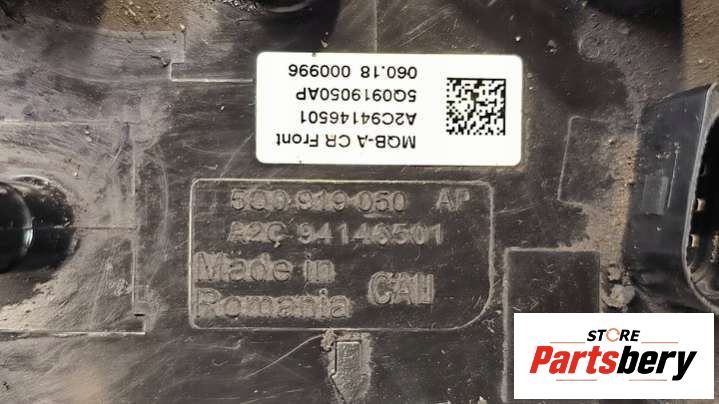 MQB-A CR Front
A2C94146501
5Q0919050AP
060.18 000996
5Q0 919 050 AP
A2C 94146501
Made in
Romania
CAU
STORE
Partsbery